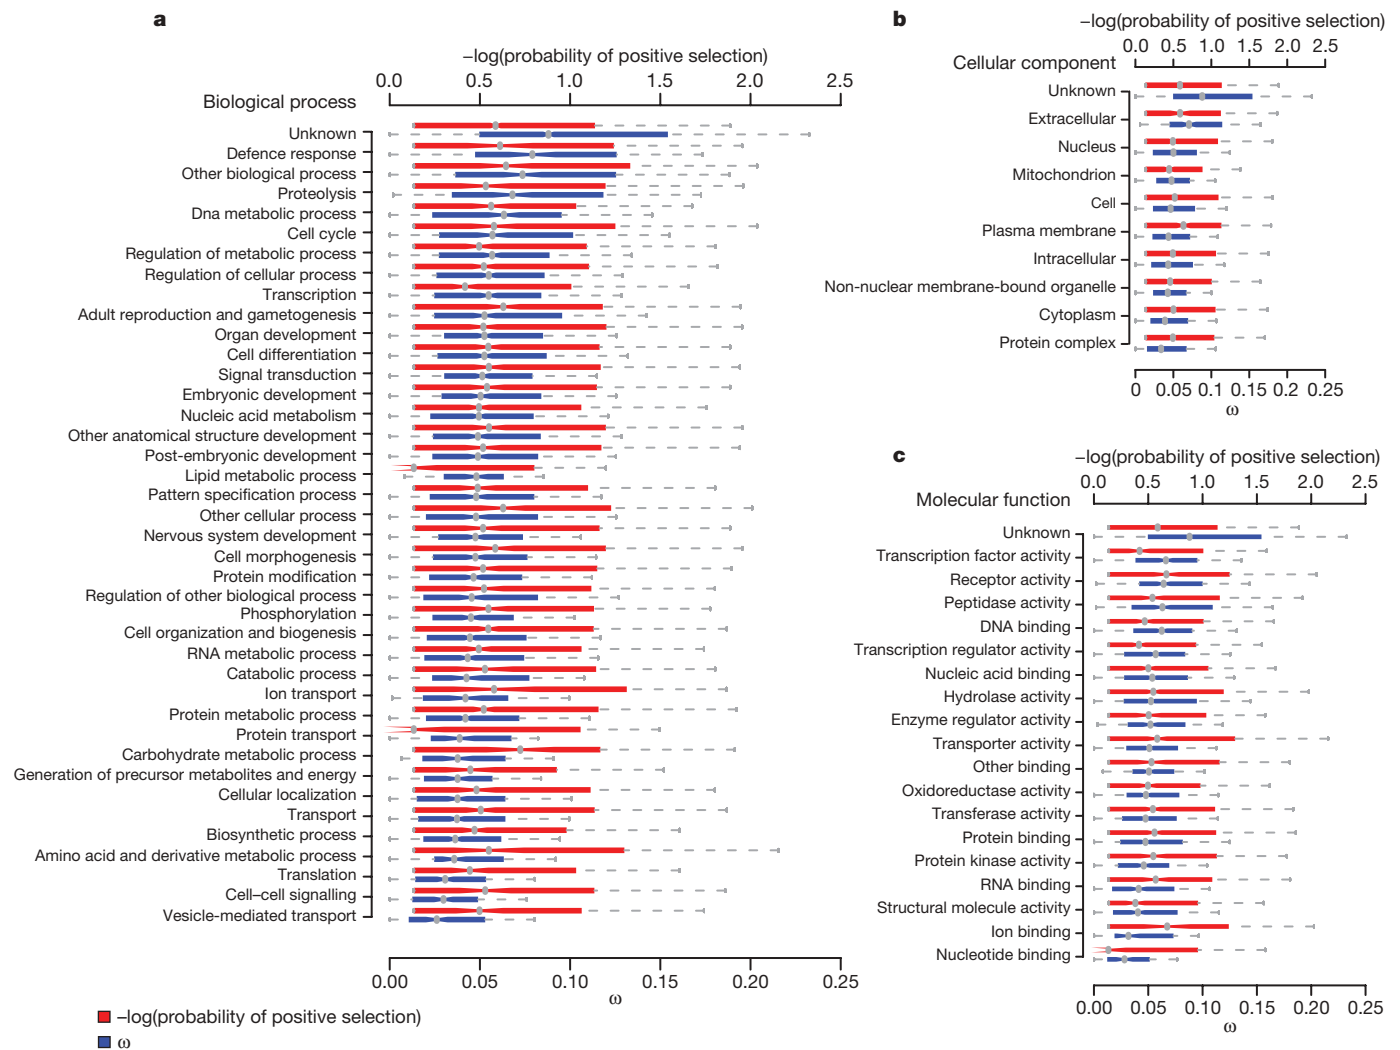 a
−log(probability of positive selection)
0.0 0.5 1.0 1.5 2.0 2.5
Biological process
Unknown
Defence response
Other biological process
Proteolysis
Dna metabolic process
Cell cycle
Regulation of metabolic process
Regulation of cellular process
Transcription
Adult reproduction and gametogenesis
Organ development
Cell differentiation
Signal transduction
Embryonic development
Nucleic acid metabolism
Other anatomical structure development
Post-embryonic development
Lipid metabolic process
Pattern specification process
Other cellular process
Nervous system development
Cell morphogenesis
Protein modification
Regulation of other biological process
Phosphorylation
Cell organization and biogenesis
RNA metabolic process
Catabolic process
Ion transport
Protein metabolic process
Protein transport
Carbohydrate metabolic process
Generation of precursor metabolites and energy
Cellular localization
Transport
Biosynthetic process
Amino acid and derivative metabolic process
Translation
Cell–cell signalling
Vesicle-mediated transport
0.00 0.05 0.10 0.15 0.20 0.25
ω
−log(probability of positive selection)
ω
b
−log(probability of positive selection)
0.0 0.5 1.0 1.5 2.0 2.5
Cellular component
Unknown
Extracellular
Nucleus
Mitochondrion
Cell
Plasma membrane
Intracellular
Non-nuclear membrane-bound organelle
Cytoplasm
Protein complex
0 0.05 0.1 0.15 0.2 0.25
ω
c
−log(probability of positive selection)
0.0 0.5 1.0 1.5 2.0 2.5
Molecular function
Unknown
Transcription factor activity
Receptor activity
Peptidase activity
DNA binding
Transcription regulator activity
Nucleic acid binding
Hydrolase activity
Enzyme regulator activity
Transporter activity
Other binding
Oxidoreductase activity
Transferase activity
Protein binding
Protein kinase activity
RNA binding
Structural molecule activity
Ion binding
Nucleotide binding
0.00 0.05 0.10 0.15 0.20 0.25
ω